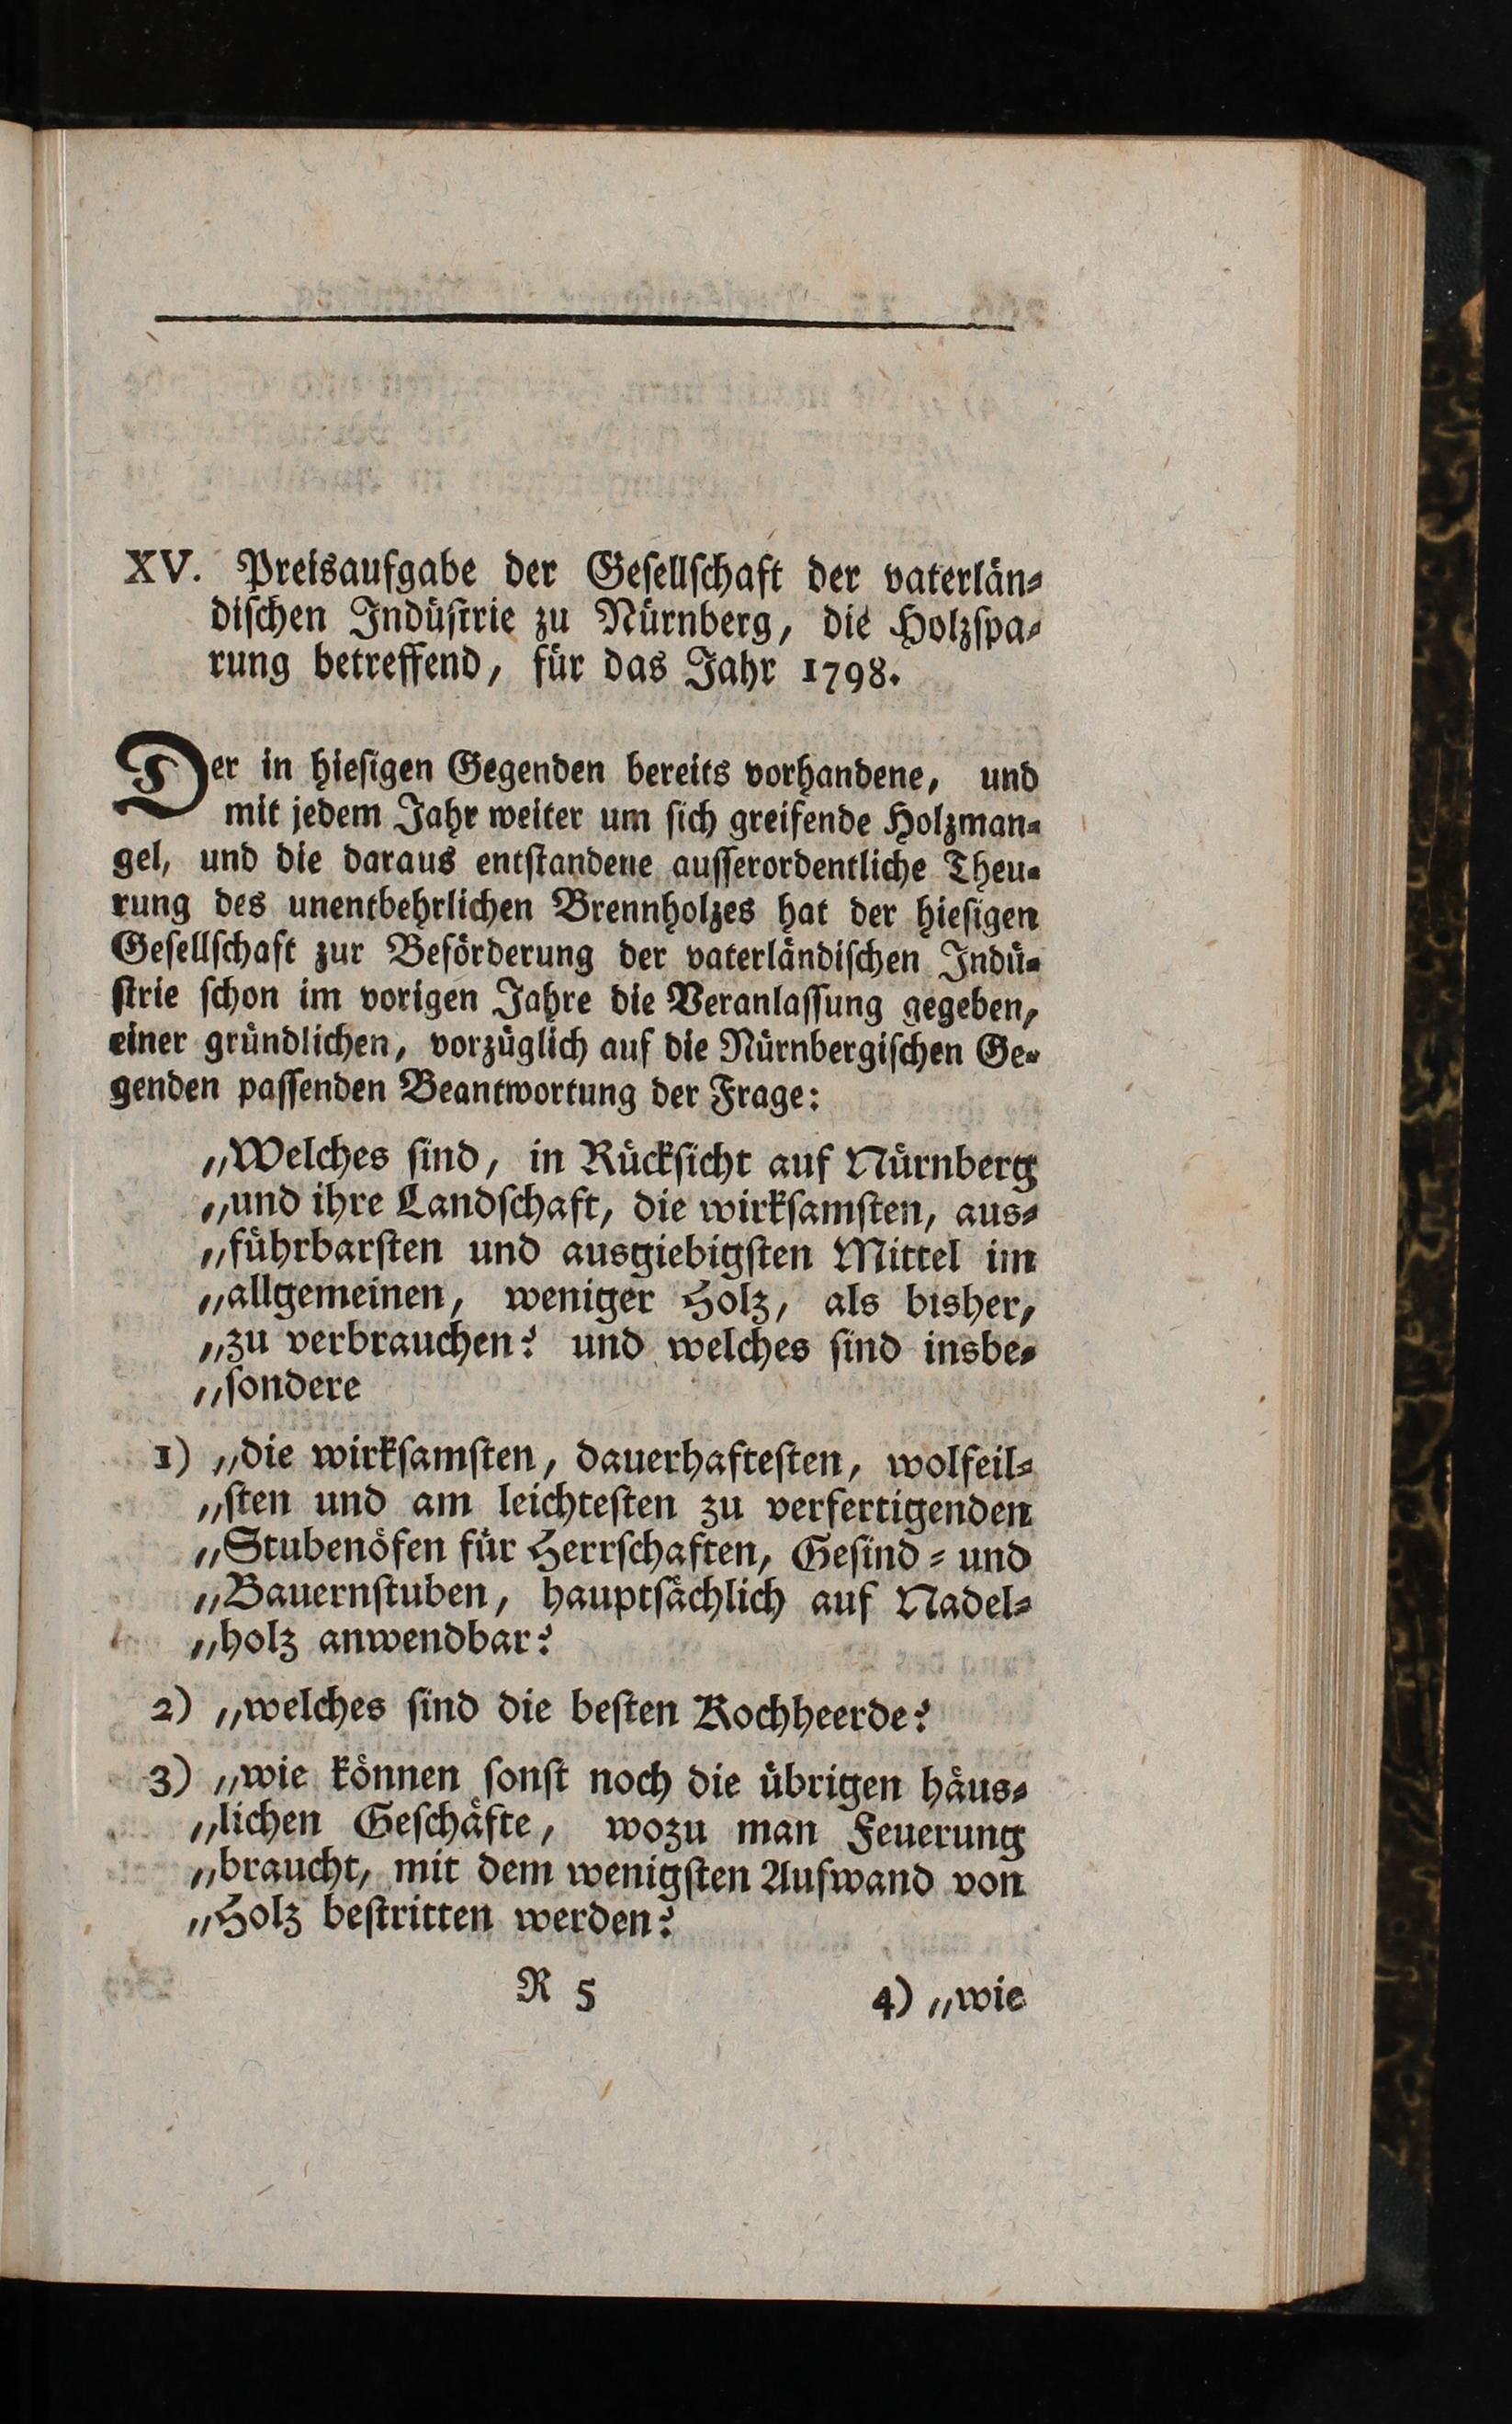 XV. Preisaufgabe der Geſellſchaft der vaterlän⸗
diſchen Indüſtrie zu Nürnberg, die Holzſpa⸗
rung betreffend, für das Jahr 1798.
Der in hieſigen Gegenden bereits vorhandene, und
mit jedem Jahr weiter um ſich greifende Holzman⸗
gel, und die daraus entſtandene auſſerordentliche Theu⸗
rung des unentbehrlichen Brennholzes hat der hieſigen
Geſellſchaft zur Beförderung der vaterländiſchen Indü⸗
ſtrie ſchon im vorigen Jahre die Veranlaſſung gegeben,
einer gründlichen, vorzüglich auf die Nürnbergiſchen Ge⸗
genden paſſenden Beantwortung der Frage:
„Welches ſind, in Rückſicht auf Nürnberg
„und ihre Landſchaft, die wirkſamſten, aus⸗
„führbarſten und ausgiebigſten Mittel im
„allgemeinen, weniger Holz, als bisher,
„zu verbrauchen? und welches ſind insbe⸗
„ſondere
1) „die wirkſamſten, dauerhafteſten, wolfeil⸗
„ſten und am leichteſten zu verfertigenden
„Stubenöfen für Herrſchaften, Geſind⸗ und
„Bauernſtuben, hauptſächlich auf Nadel⸗
„holz anwendbar?
2) „welches ſind die beſten Kochheerde?
3) „wie können ſonſt noch die übrigen häus⸗
„lichen Geſchäfte, wozu man Feuerung
„braucht, mit dem wenigſten Aufwand von
„Holz beſtritten werden?
R 5 4) „wie